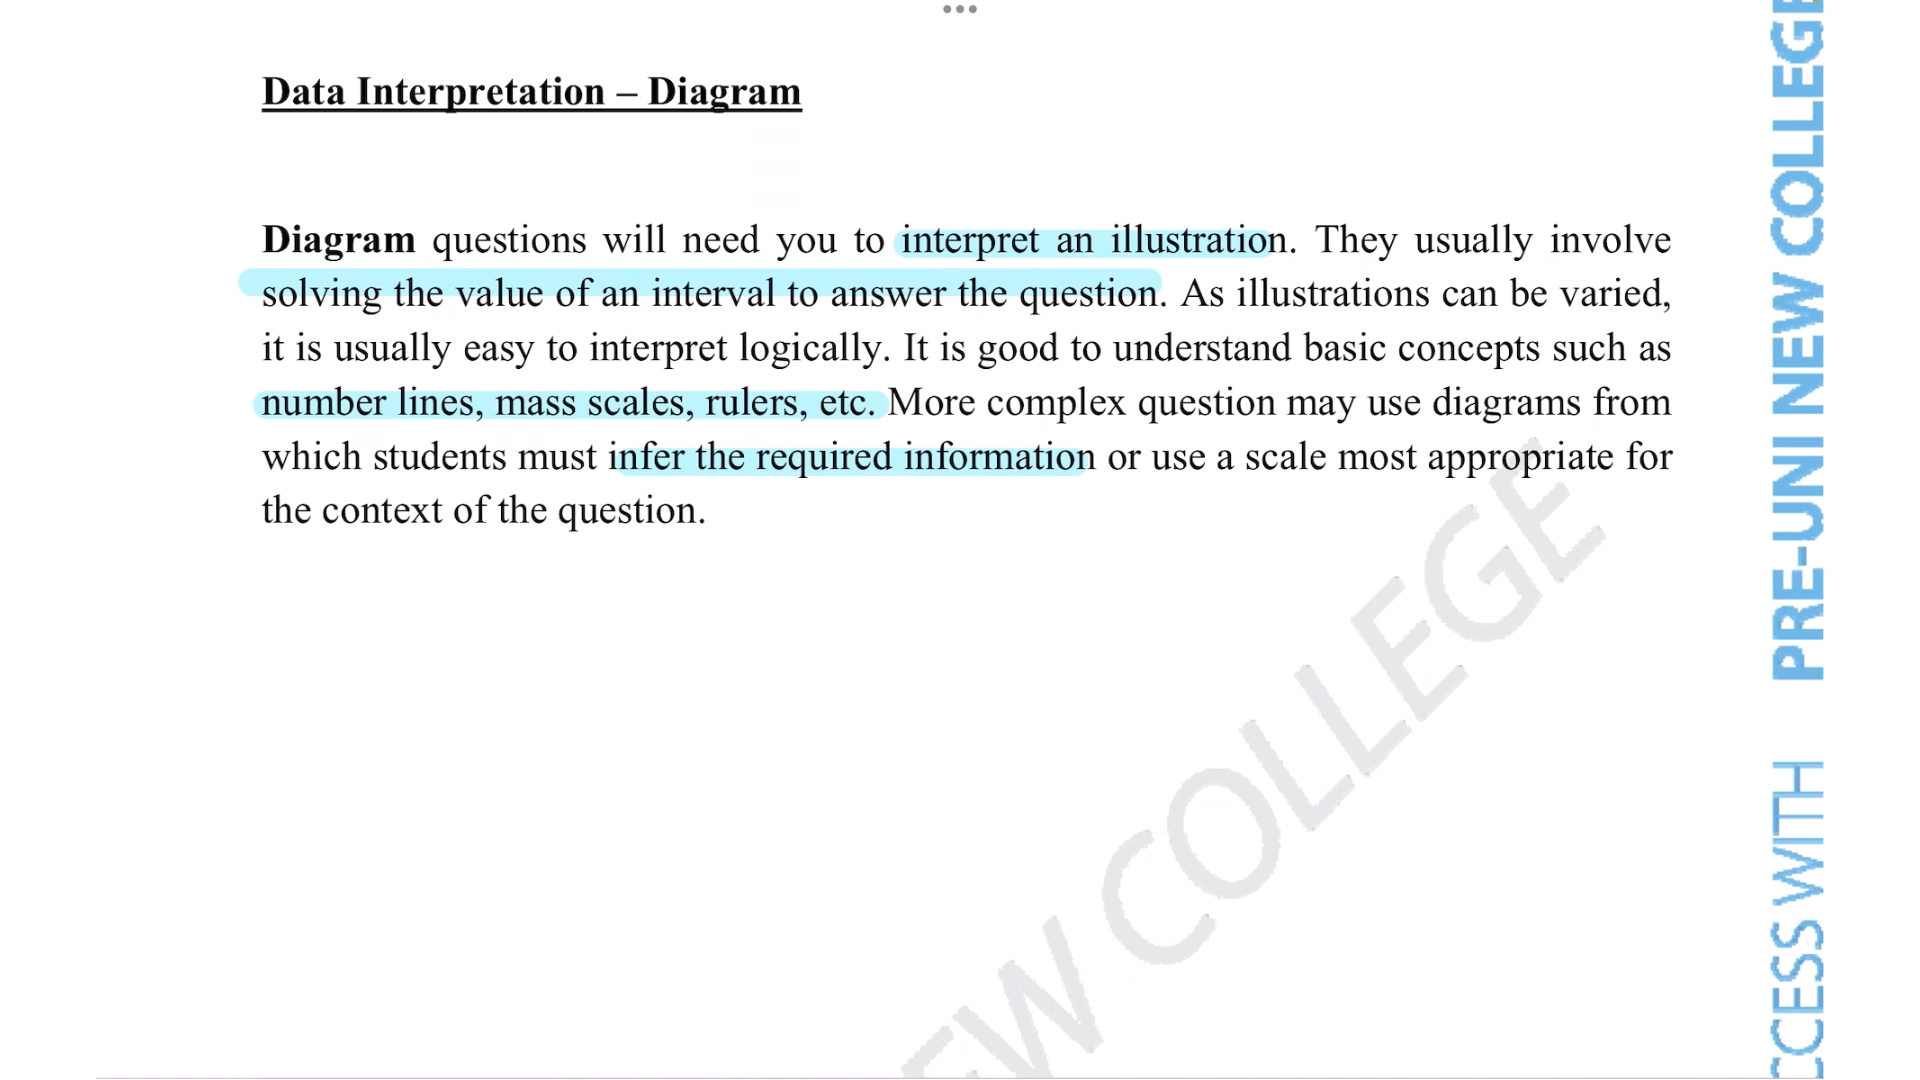 Data Interpretation – Diagram
Diagram questions will need you to interpret an illustration. They usually involve
solving the value of an interval to answer the question. As illustrations can be varied,
it is usually easy to interpret logically. It is good to understand basic concepts such as
number lines, mass scales, rulers, etc. More complex question may use diagrams from
which students must infer the required information or use a scale most appropriate for
the context of the question.
PRE-UNI NEW COLLEGE
WITH
COLLEGE